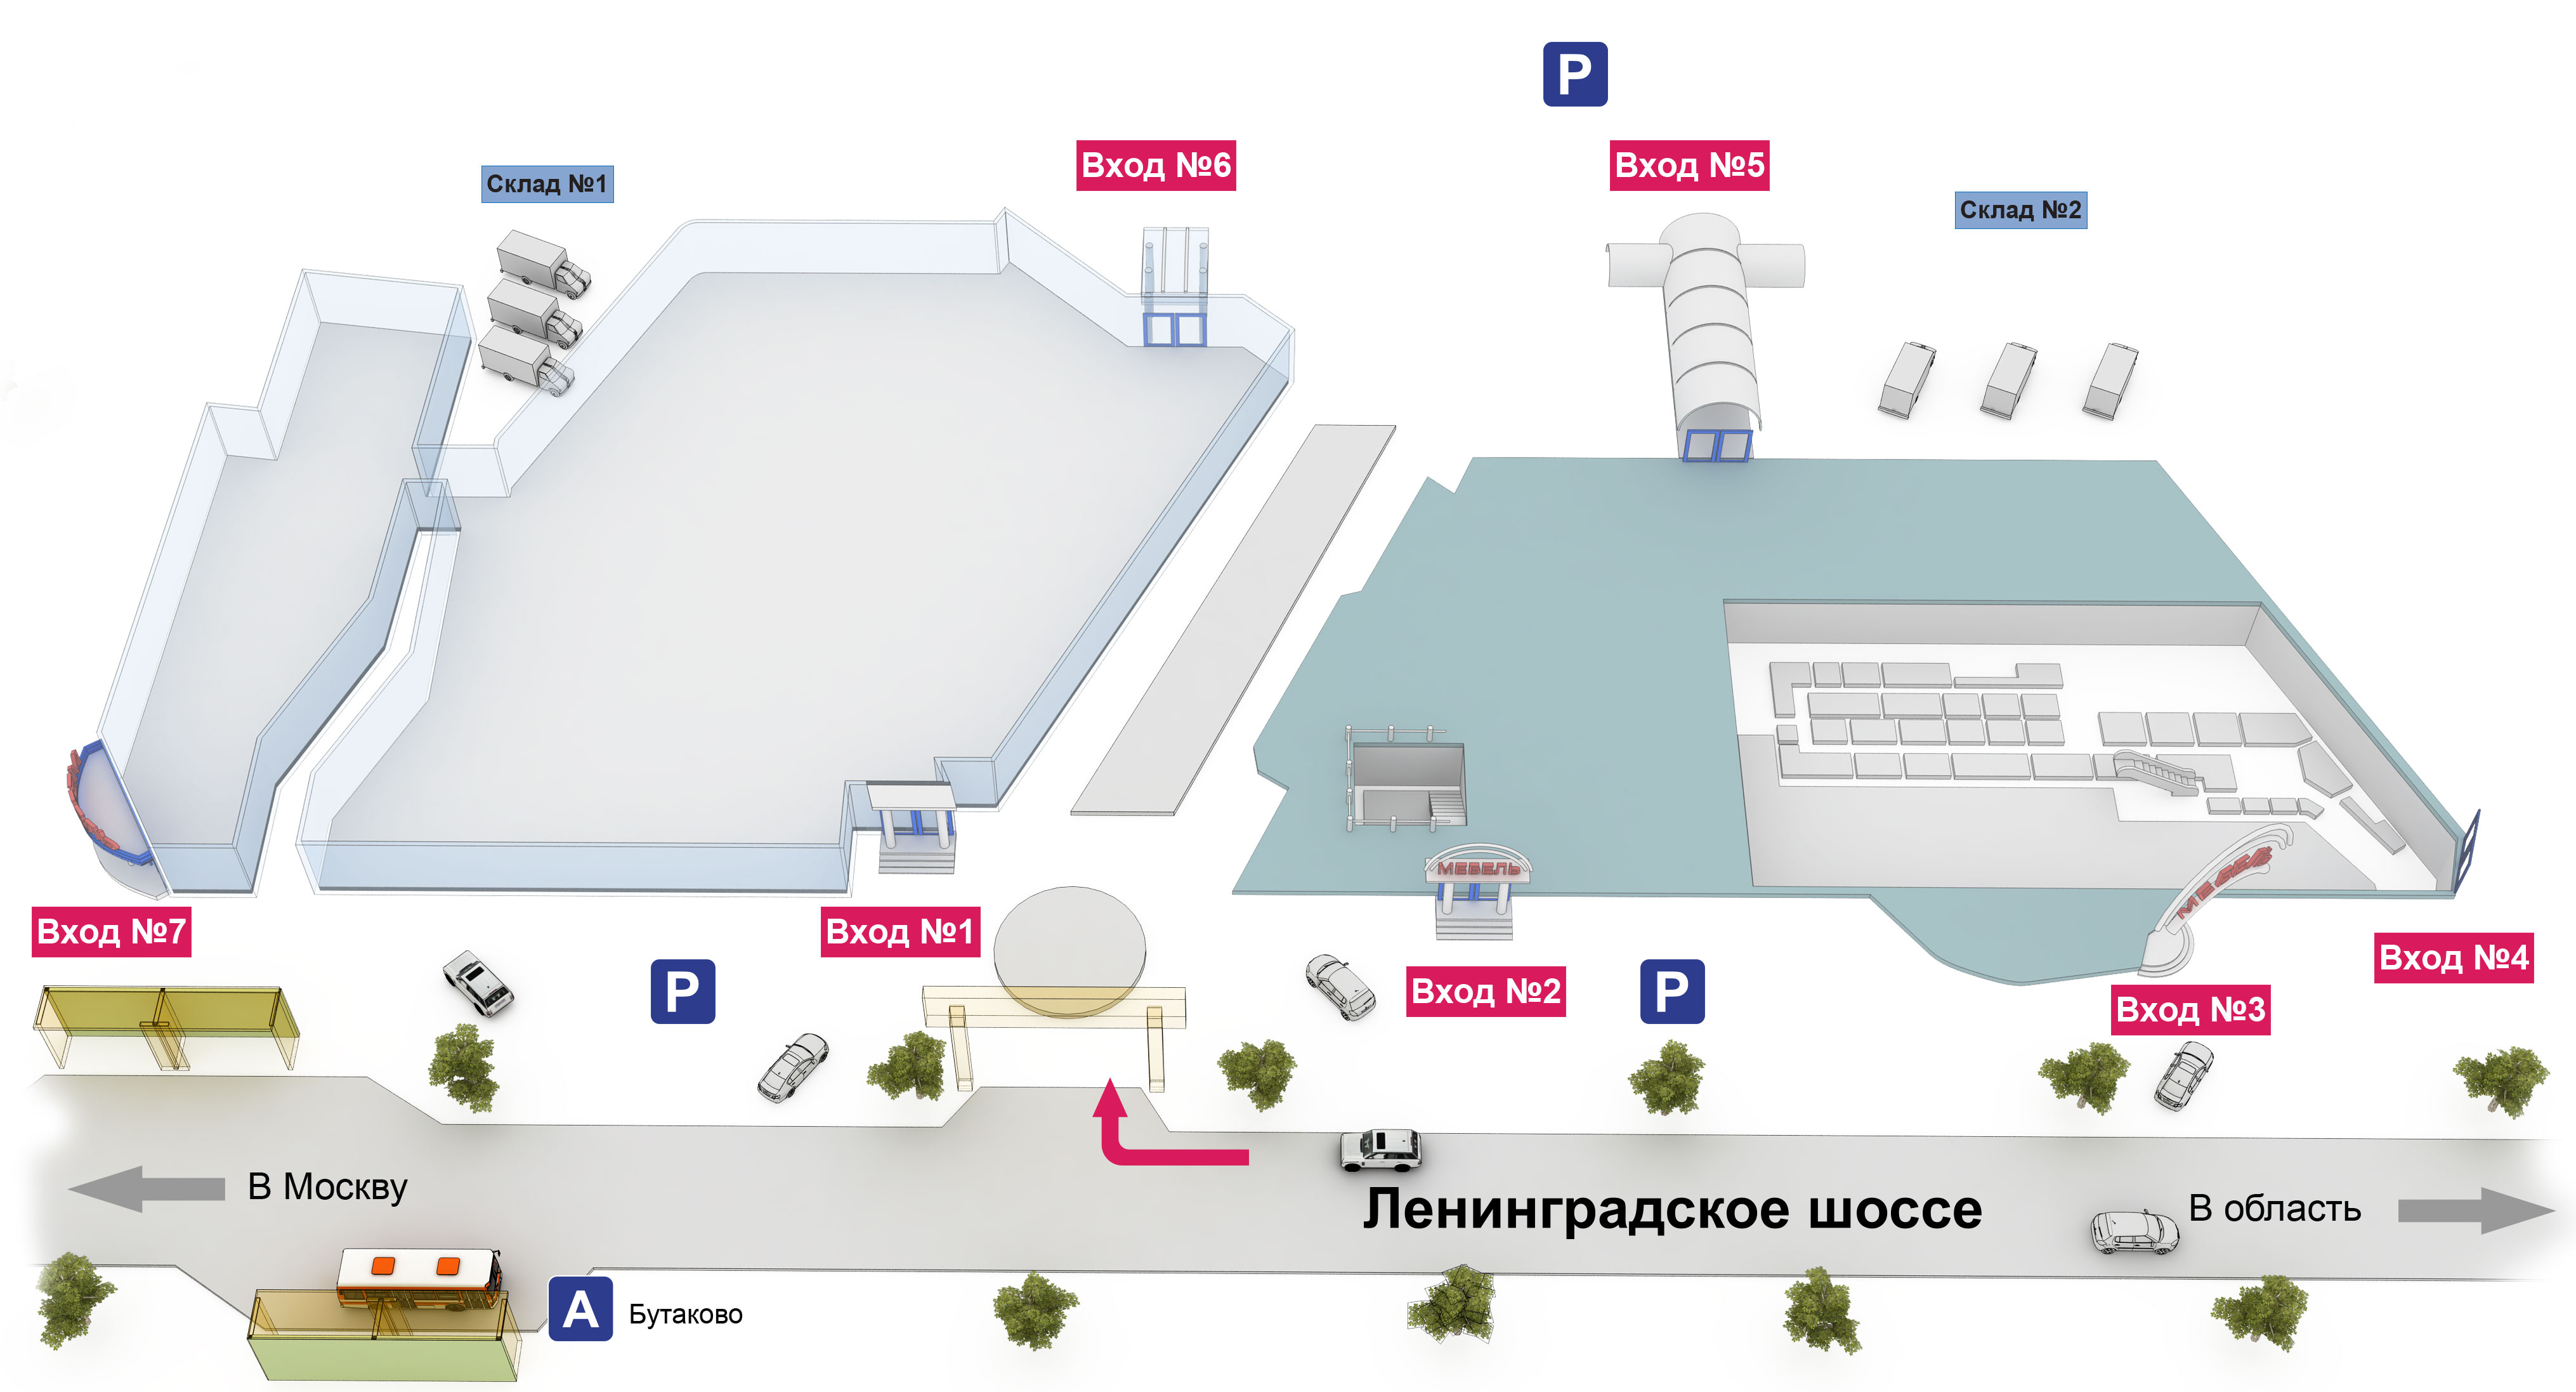 P
Вход №6
Вход №5
Склад №1
Склад №2
МЕБЕЛЬ
МЕБЕЛЬ
Вход №7
Вход №1
P
Вход №2
P
Вход №4
Вход №3
В Москву
Ленинградское шоссе
В область
A
Бутаково